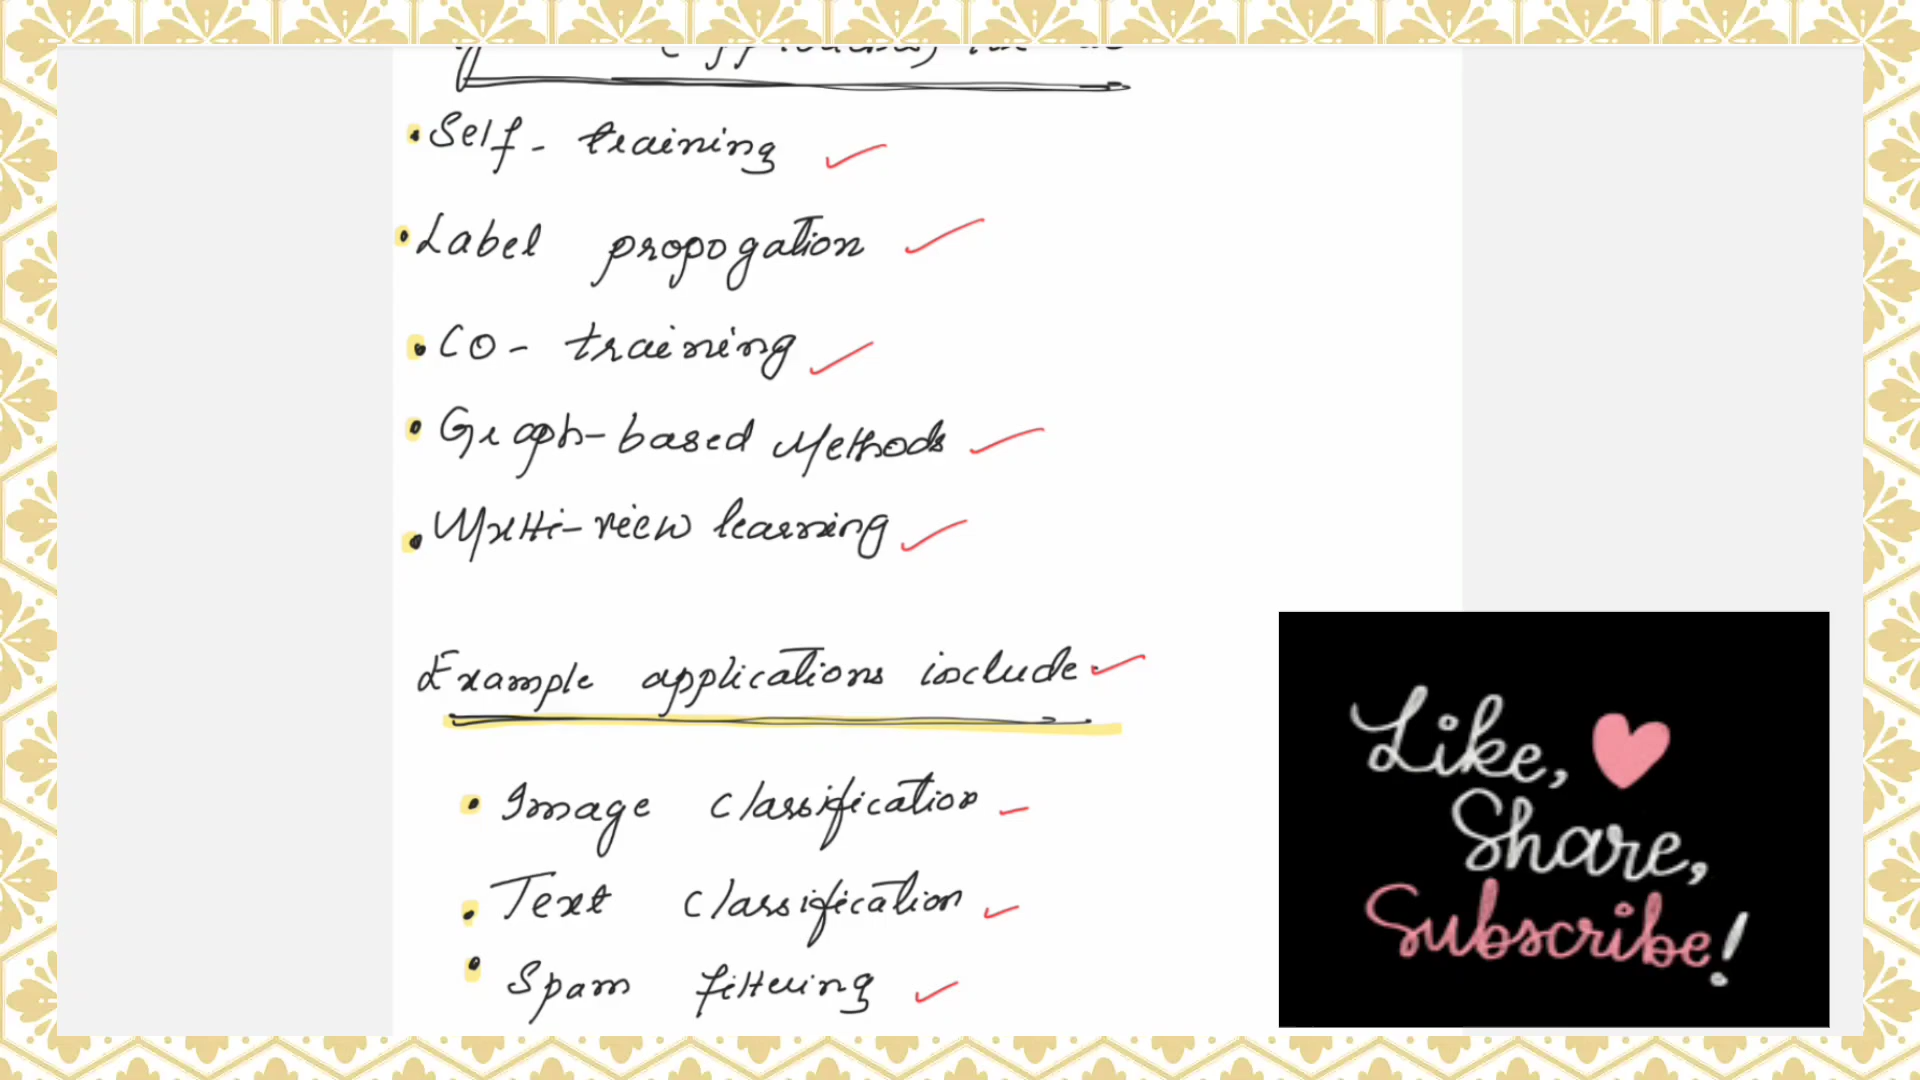 • Self - training
• Label propogation
• Co - training
• Graph-based Methods
• Multi-view learning
Example applications include
• Image classification
• Text classification
• Spam filtering
Like,
Share,
Subscribe!